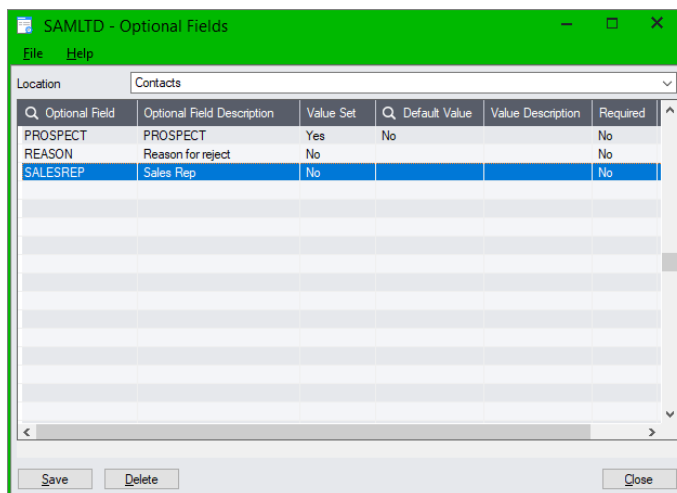 SAMLTD - Optional Fields
File Help
Location Contacts
Optional Field Optional Field Description Value Set Default Value Value Description Required
PROSPECT PROSPECT Yes No No
REASON Reason for reject No No
SALESREP Sales Rep No No
Save Delete Close